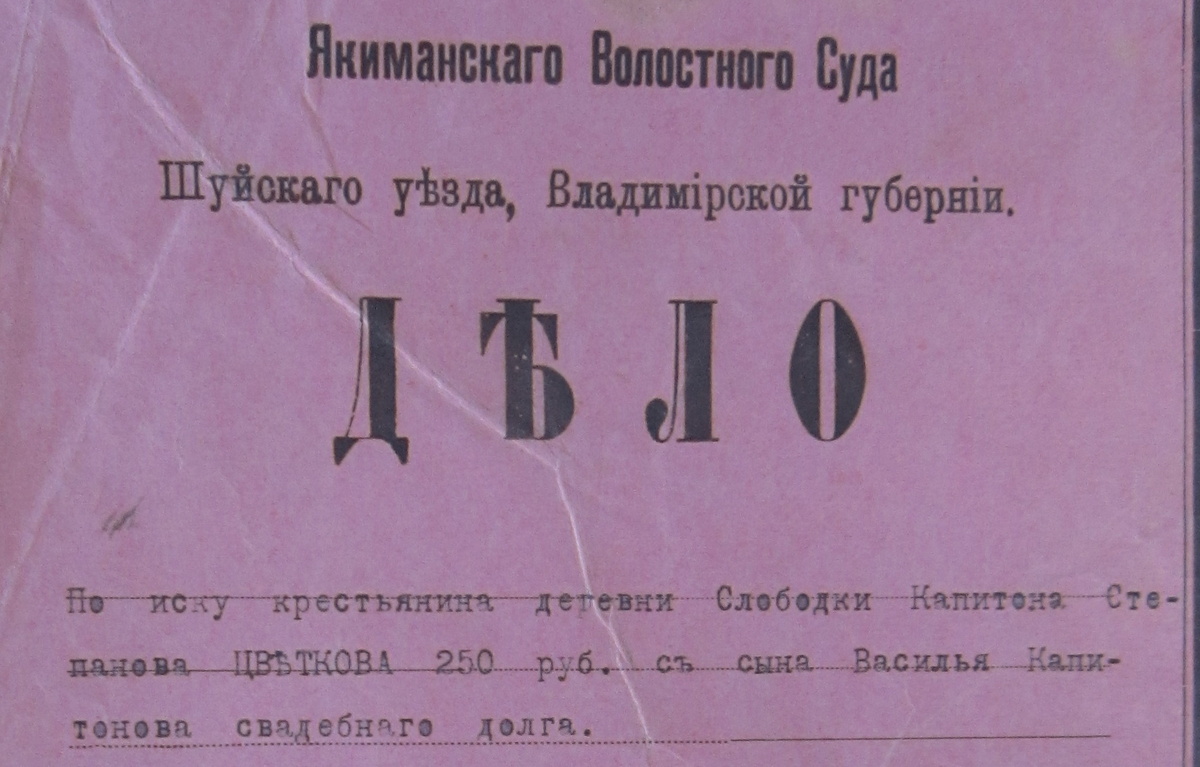 Якиманскаго Волостного Суда
Шуйскаго уѣзда, Владимірской губерніи.
ДѢЛО
По иску крестьянина деревни Слободки Капитона Сте-
панова ЦВѢТКОВА 250 руб. съ сына Василья Капи-
тонова свадебнаго долга.